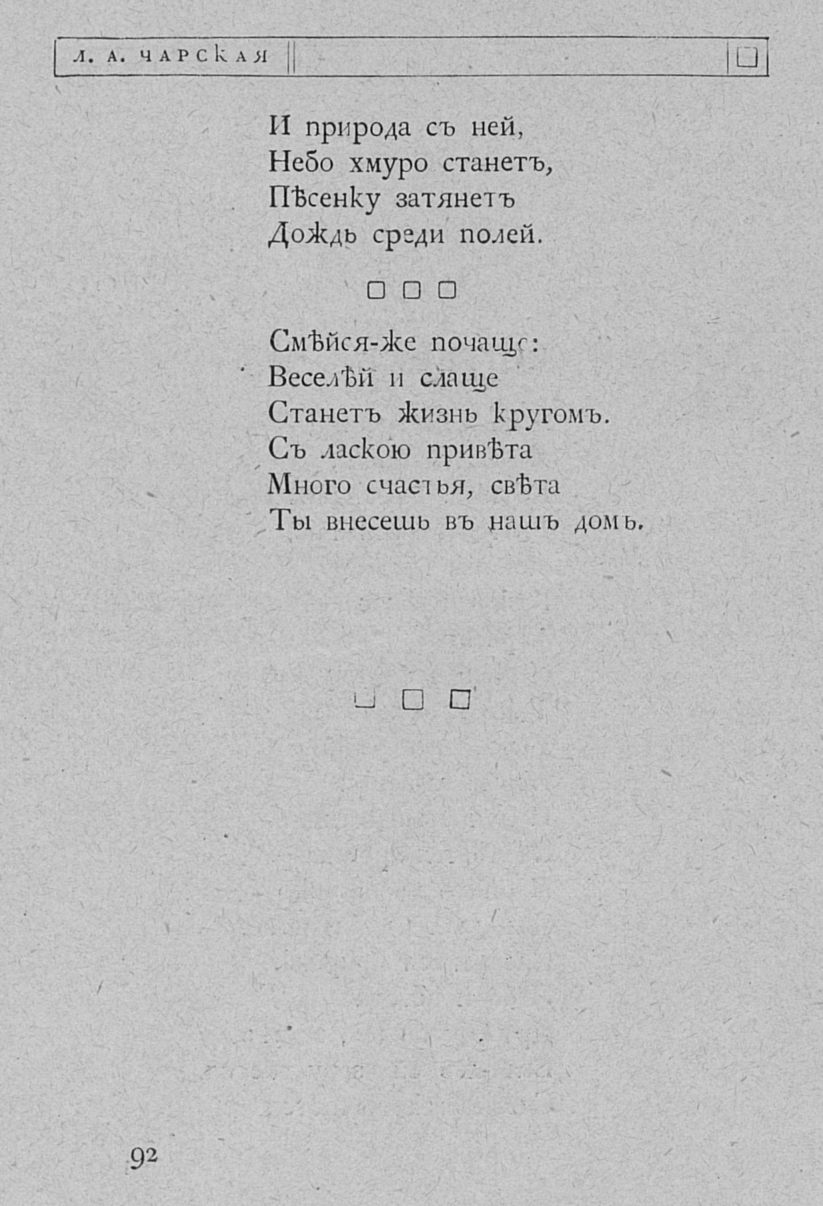 Л. А. ЧАРСКАЯ
И природа съ ней,
Небо хмуро станетъ,
Пѣсенку затянетъ
Дождь среди полей.
Смѣйся-же почаще:
Веселѣй и слаще
Станетъ жизнь кругомъ.
Съ ласкою привѣта
Много счастья, свѣта
Ты внесешь въ нашъ домъ.
92